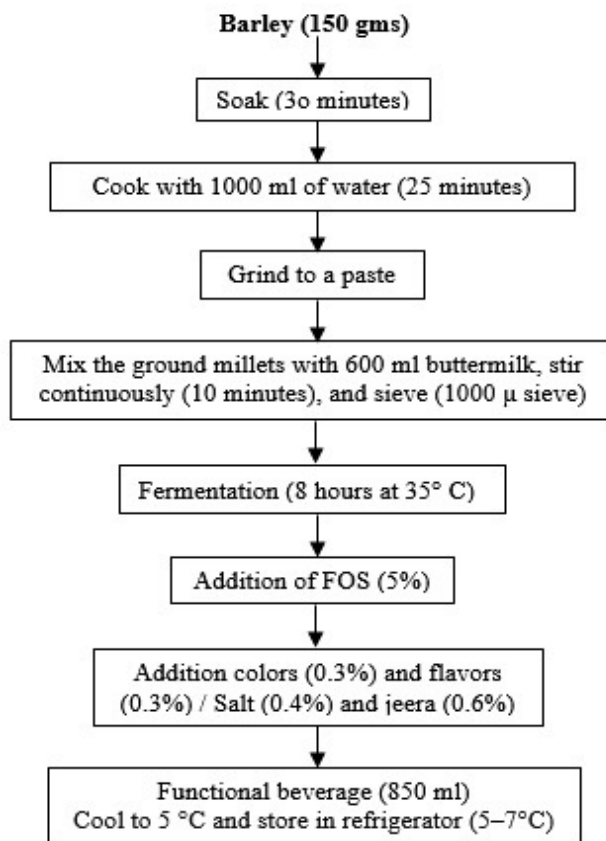 Barley (150 gms)
Soak (3o minutes)
Cook with 1000 ml of water (25 minutes)
Grind to a paste
Mix the ground millets with 600 ml buttermilk, stir
continuously (10 minutes), and sieve (1000 µ sieve)
Fermentation (8 hours at 35° C)
Addition of FOS (5%)
Addition colors (0.3%) and flavors
(0.3%) / Salt (0.4%) and jeera (0.6%)
Functional beverage (850 ml)
Cool to 5 °C and store in refrigerator (5–7°C)